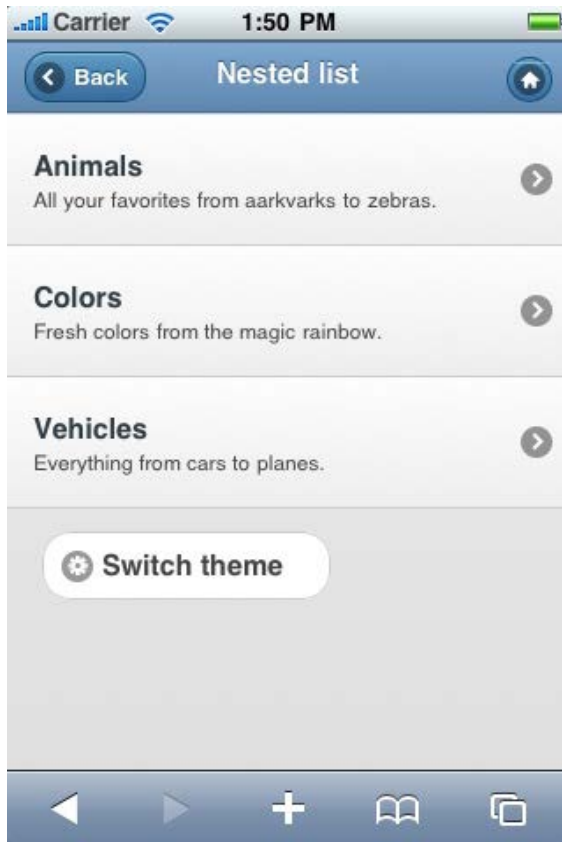 Carrier 1:50 PM
Back Nested list
Animals
All your favorites from aarkvarks to zebras.
Colors
Fresh colors from the magic rainbow.
Vehicles
Everything from cars to planes.
Switch theme